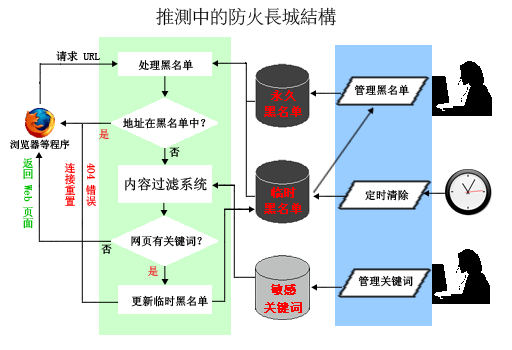 推測中的防火長城結構
请求 URL
处理黑名单
永久
黑名单
管理黑名单
地址在黑名单中?
浏览器等程序
是
否
返回 Web 页面
连接重置
404 错误
内容过滤系统
临时
黑名单
定时清除
网页有关键词?
否
是
更新临时黑名单
敏感
关键词
管理关键词